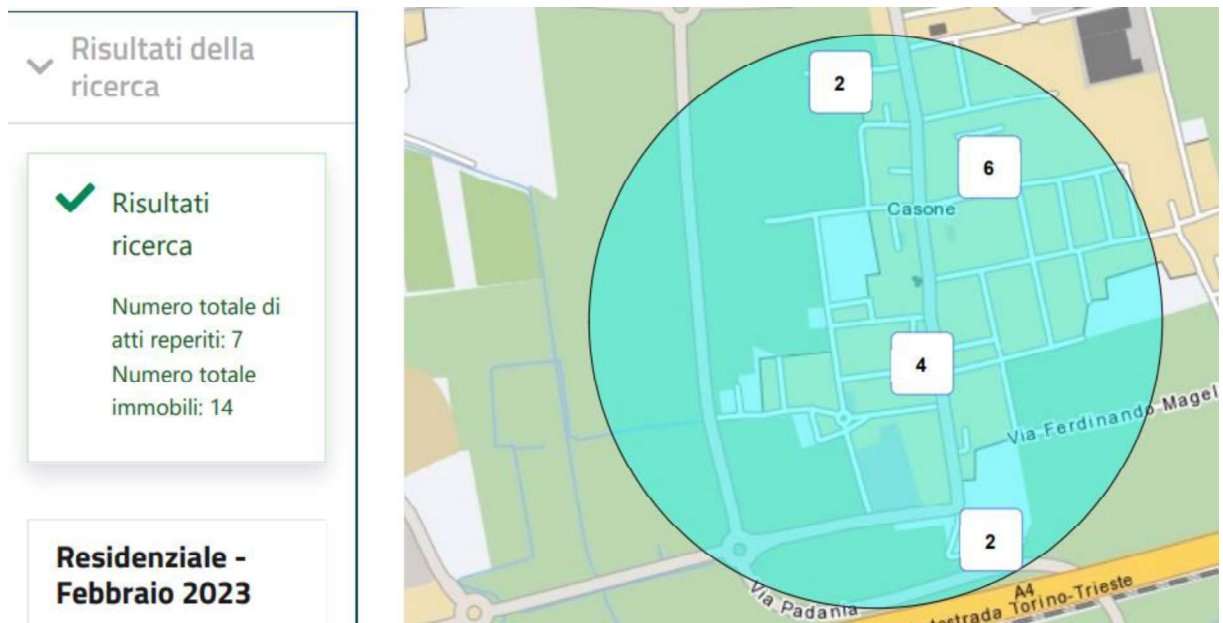 Risultati della
ricerca
Risultati
ricerca
Numero totale di
atti reperiti: 7
Numero totale
immobili: 14
Residenziale -
Febbraio 2023
2
6
Casone
4
Via Ferdinando Magel
2
Via Padania
A4
ostrada Torino-Trieste